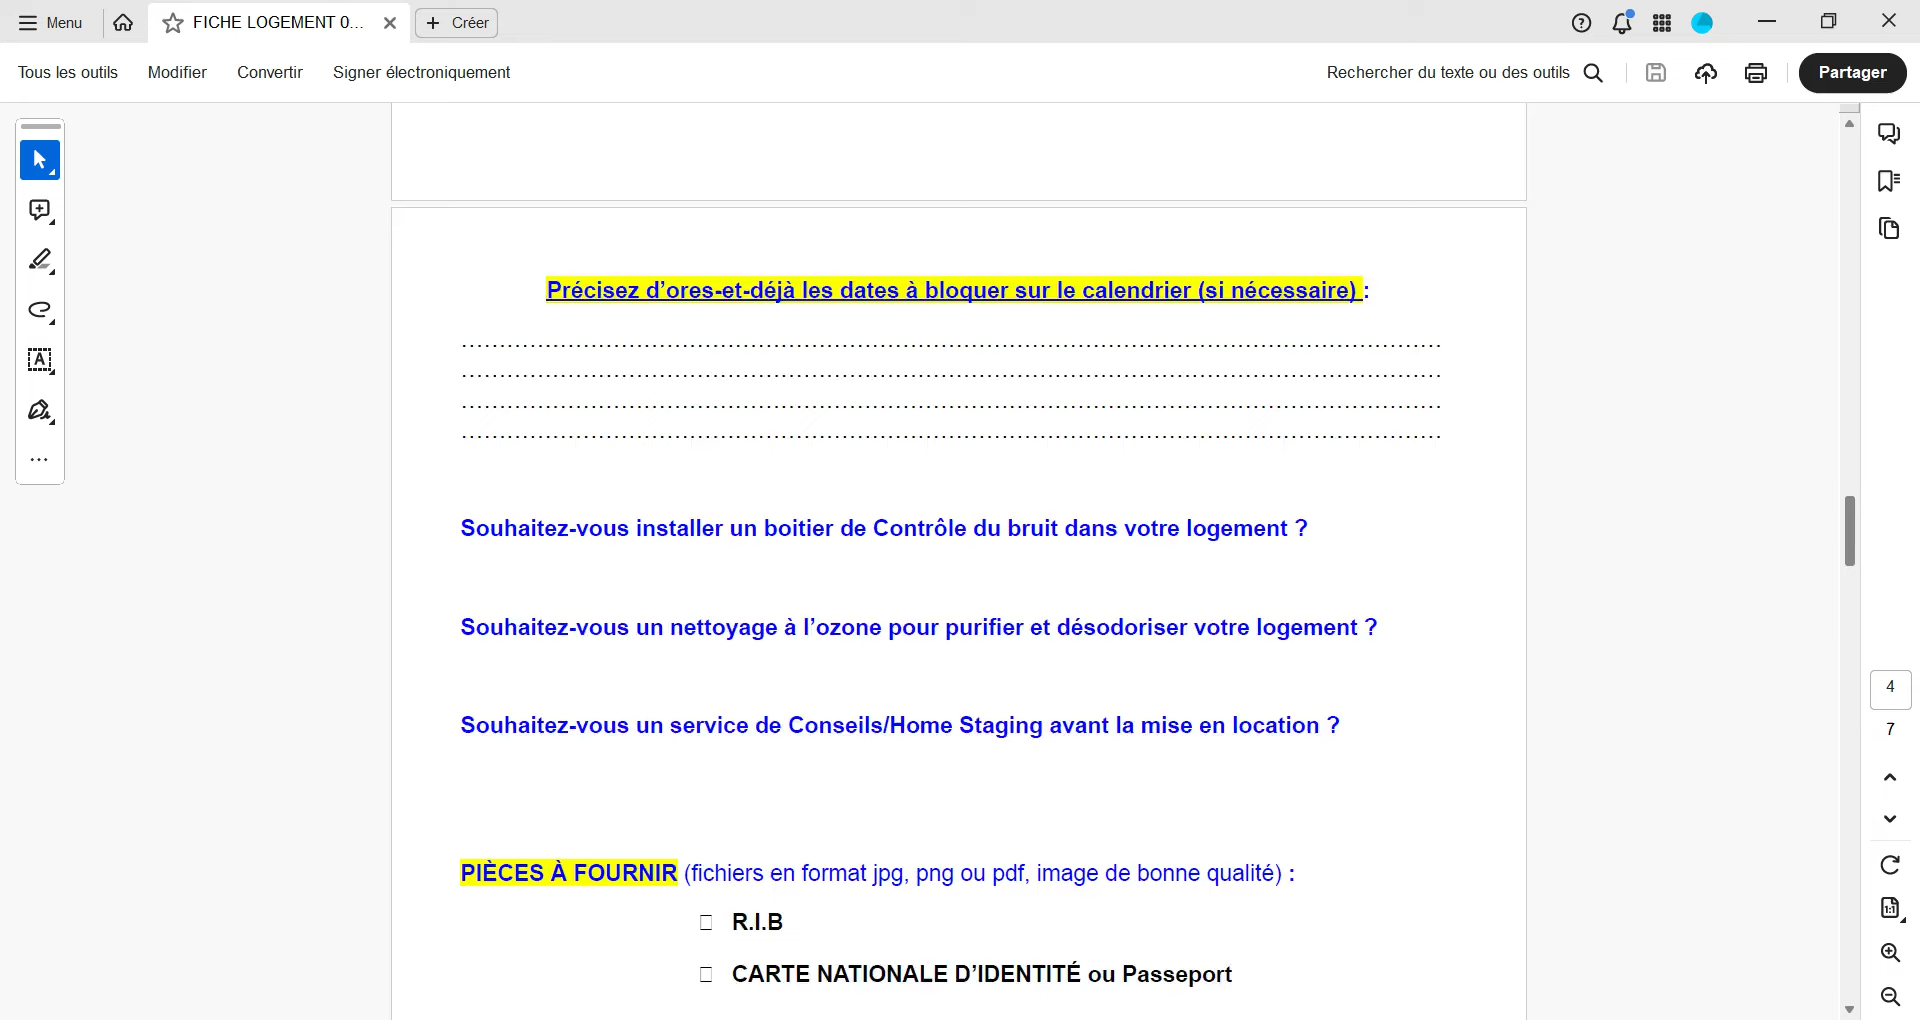 Menu
FICHE LOGEMENT 0...
Créer
Tous les outils
Modifier
Convertir
Signer électroniquement
Rechercher du texte ou des outils
Partager
Précisez d’ores-et-déjà les dates à bloquer sur le calendrier (si nécessaire) :
Souhaitez-vous installer un boitier de Contrôle du bruit dans votre logement ?
Souhaitez-vous un nettoyage à l’ozone pour purifier et désodoriser votre logement ?
Souhaitez-vous un service de Conseils/Home Staging avant la mise en location ?
PIÈCES À FOURNIR (fichiers en format jpg, png ou pdf, image de bonne qualité) :
R.I.B
CARTE NATIONALE D’IDENTITÉ ou Passeport
4
7